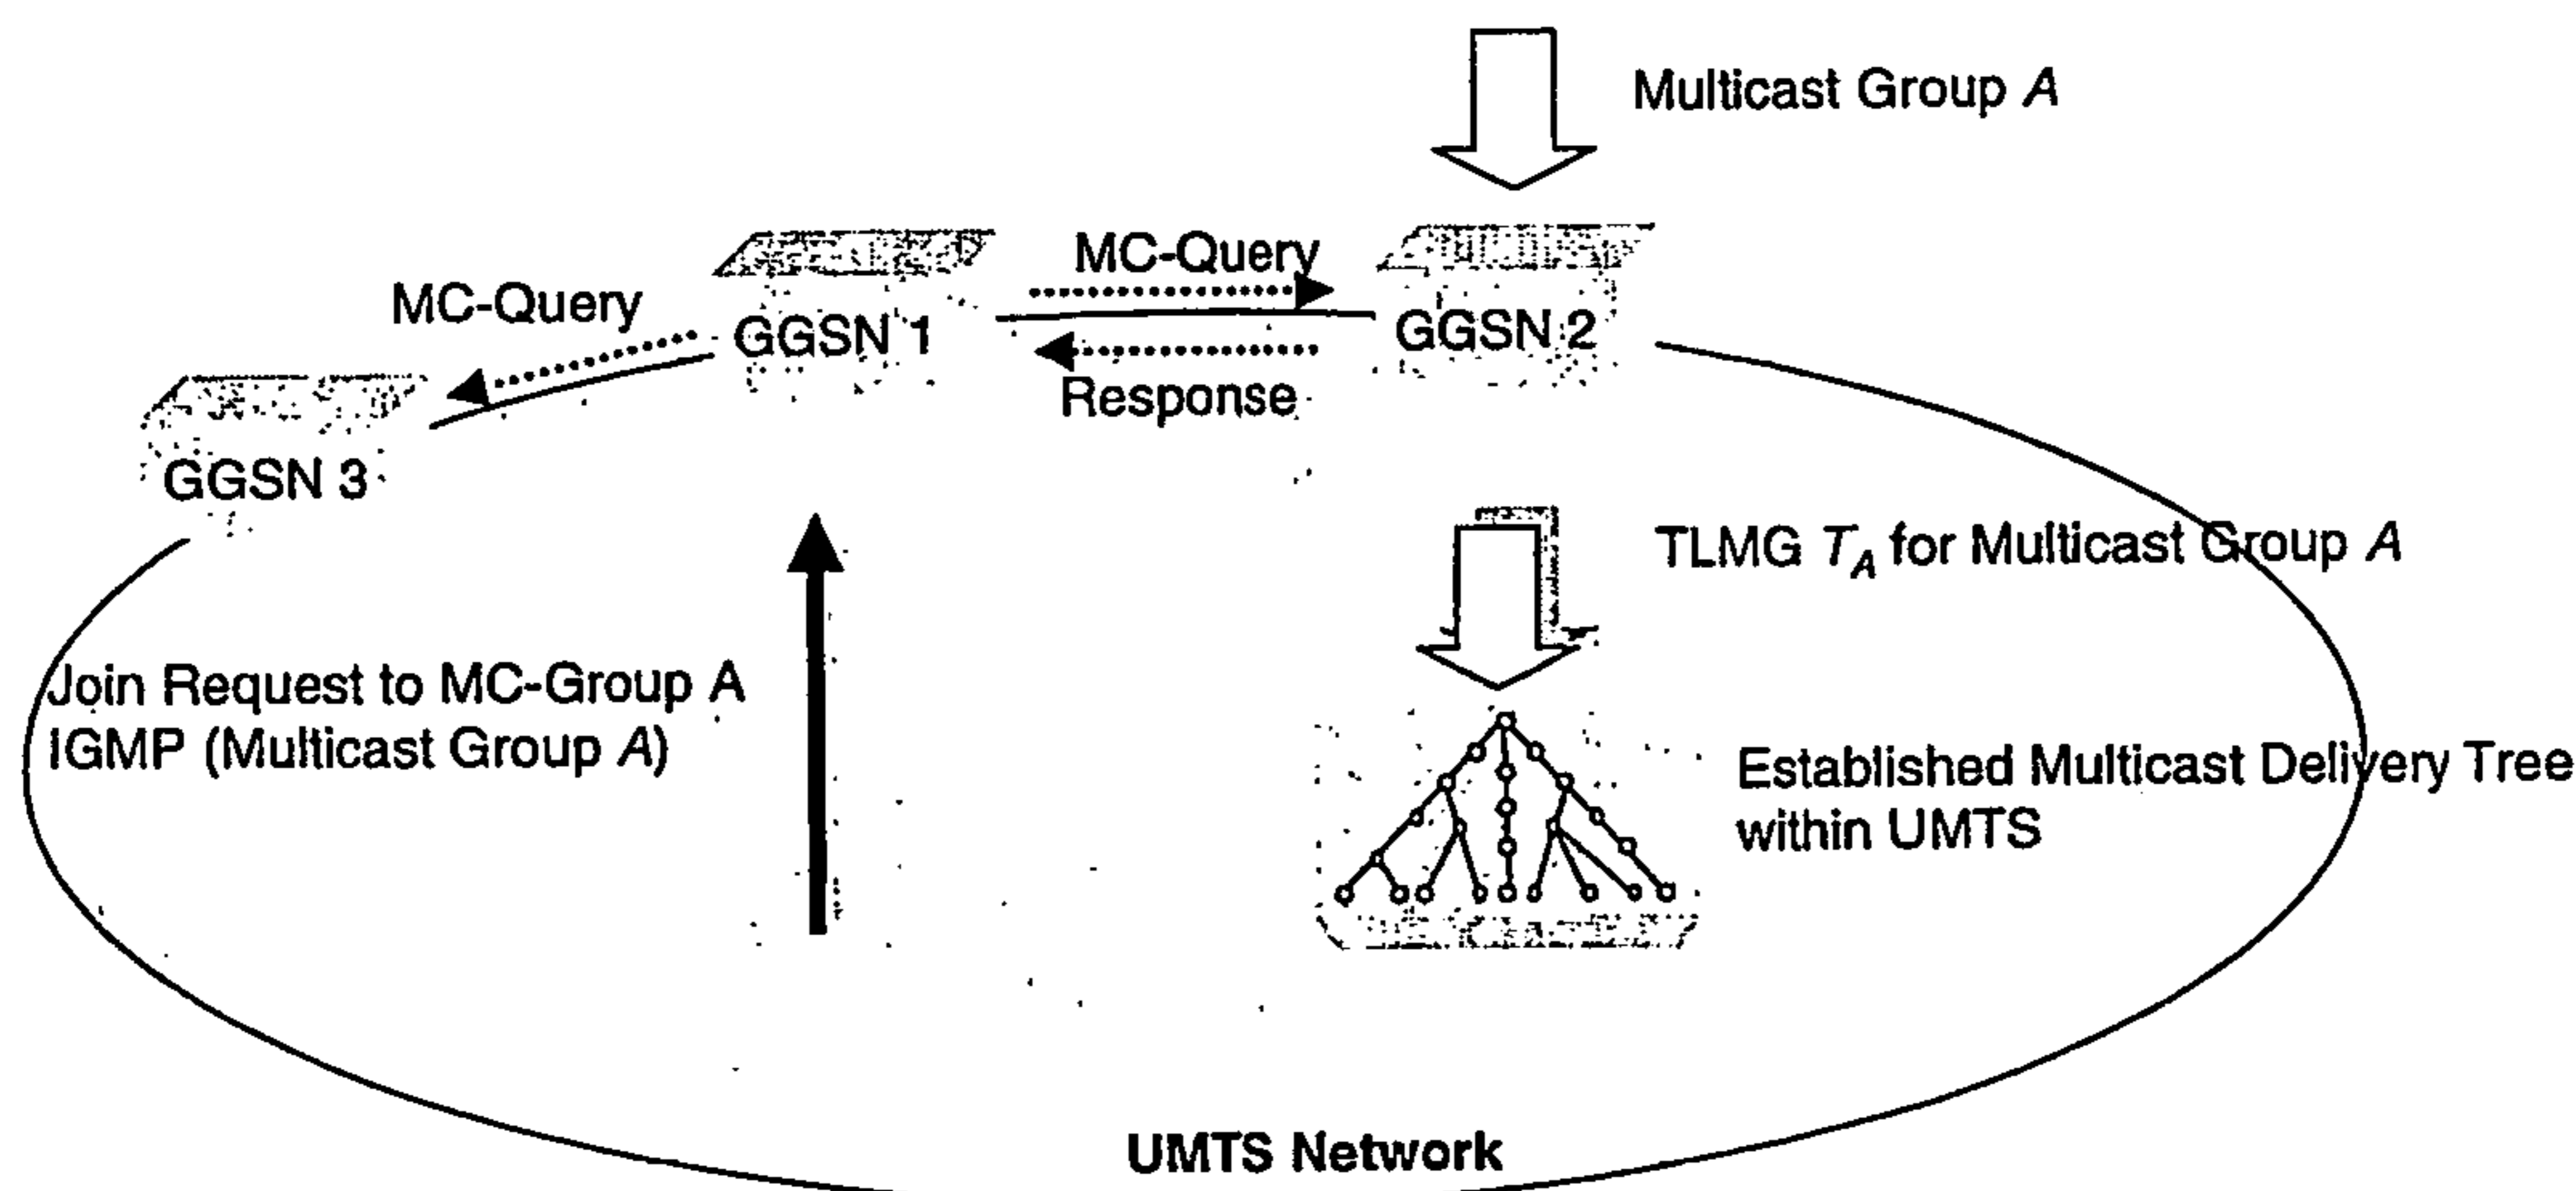 Multicast Group A
MC-Query
MC-Query
GGSN 1
GGSN 2
Response
GGSN 3
TLMG T_A for Multicast Group A
Join Request to MC-Group A
IGMP (Multicast Group A)
Established Multicast Delivery Tree
within UMTS
UMTS Network